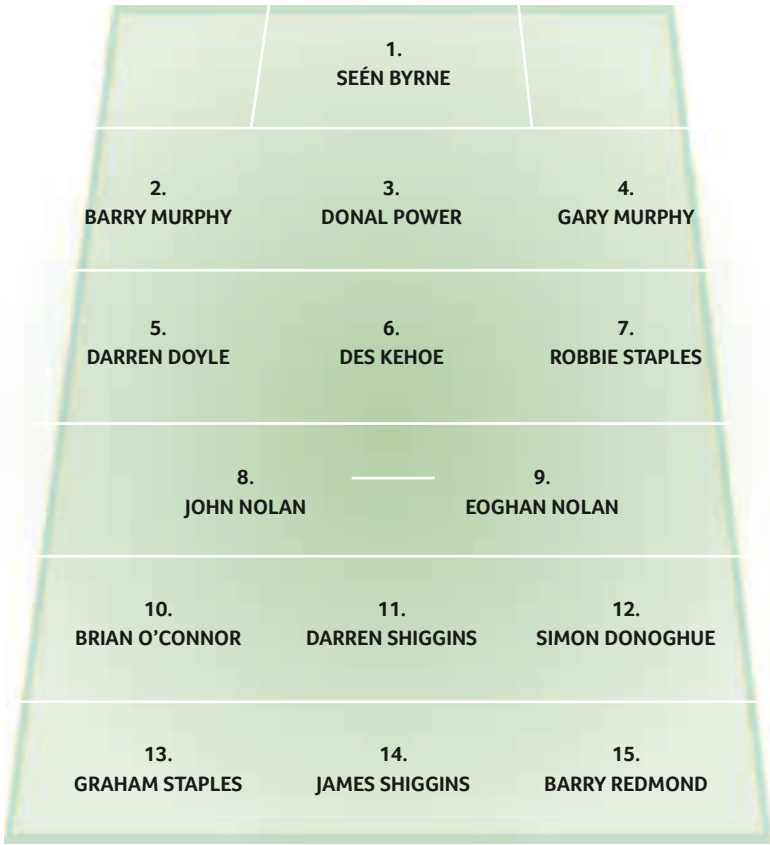 1.
SEÉN BYRNE
2.
BARRY MURPHY
3.
DONAL POWER
4.
GARY MURPHY
5.
DARREN DOYLE
6.
DES KEHOE
7.
ROBBIE STAPLES
8.
JOHN NOLAN
9.
EOGHAN NOLAN
10.
BRIAN O’CONNOR
11.
DARREN SHIGGINS
12.
SIMON DONOGHUE
13.
GRAHAM STAPLES
14.
JAMES SHIGGINS
15.
BARRY REDMOND